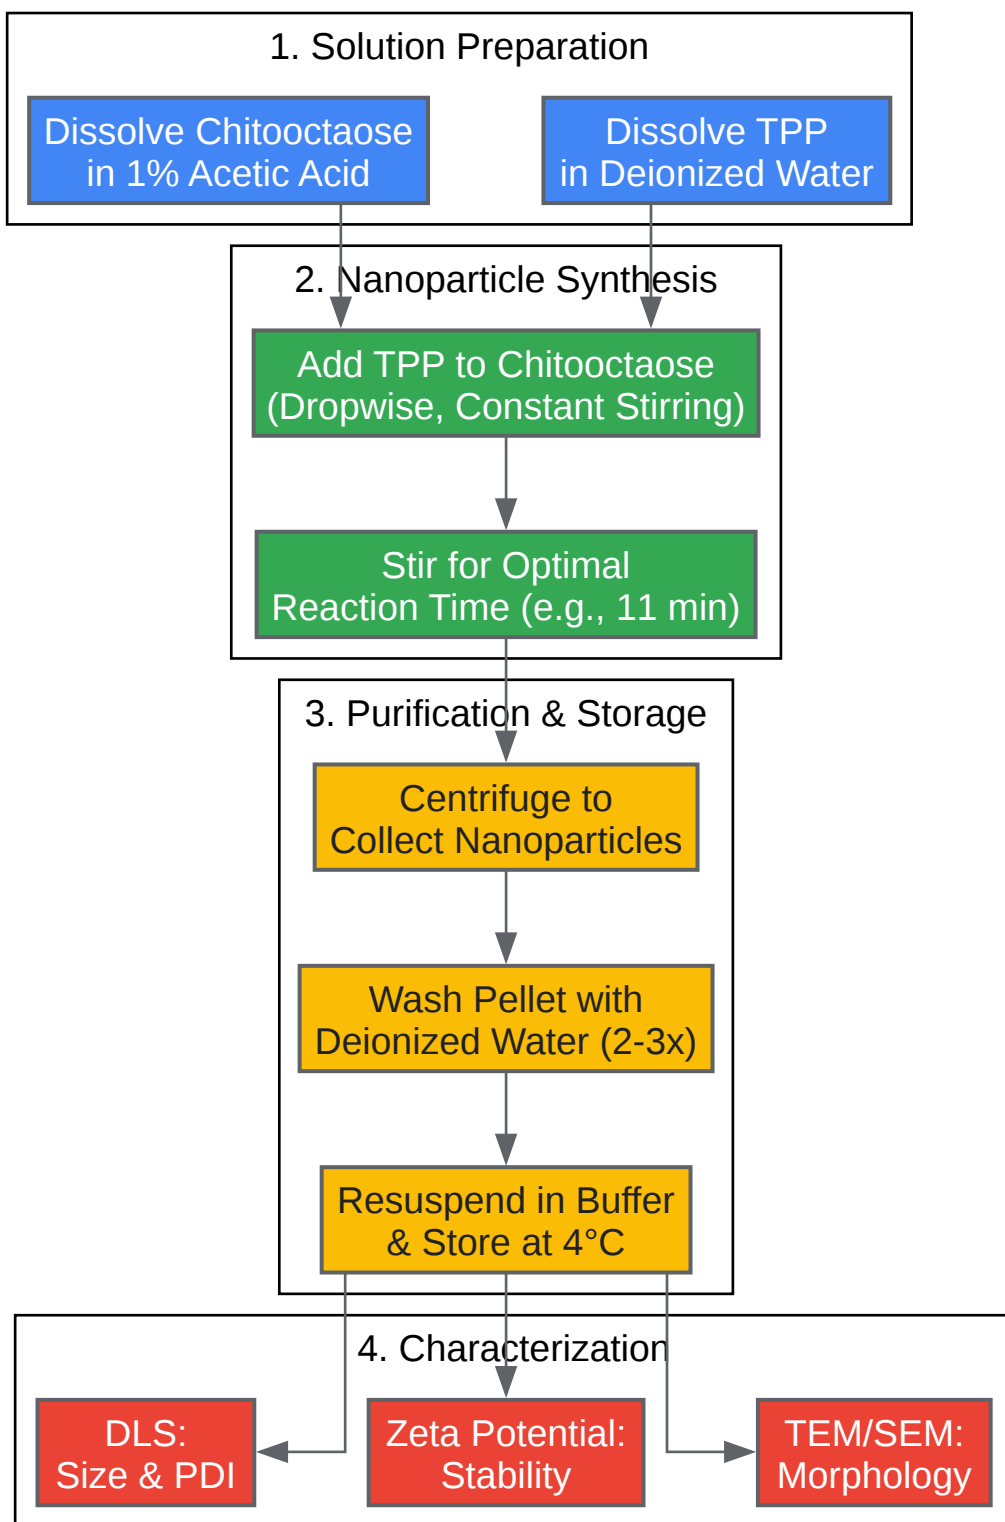 1. Solution Preparation
Dissolve Chitooctaose
in 1% Acetic Acid
Dissolve TPP
in Deionized Water
2. Nanoparticle Synthesis
Add TPP to Chitooctaose
(Dropwise, Constant Stirring)
Stir for Optimal
Reaction Time (e.g., 11 min)
3. Purification & Storage
Centrifuge to
Collect Nanoparticles
Wash Pellet with
Deionized Water (2-3x)
Resuspend in Buffer
& Store at 4°C
4. Characterization
DLS:
Size & PDI
Zeta Potential:
Stability
TEM/SEM:
Morphology